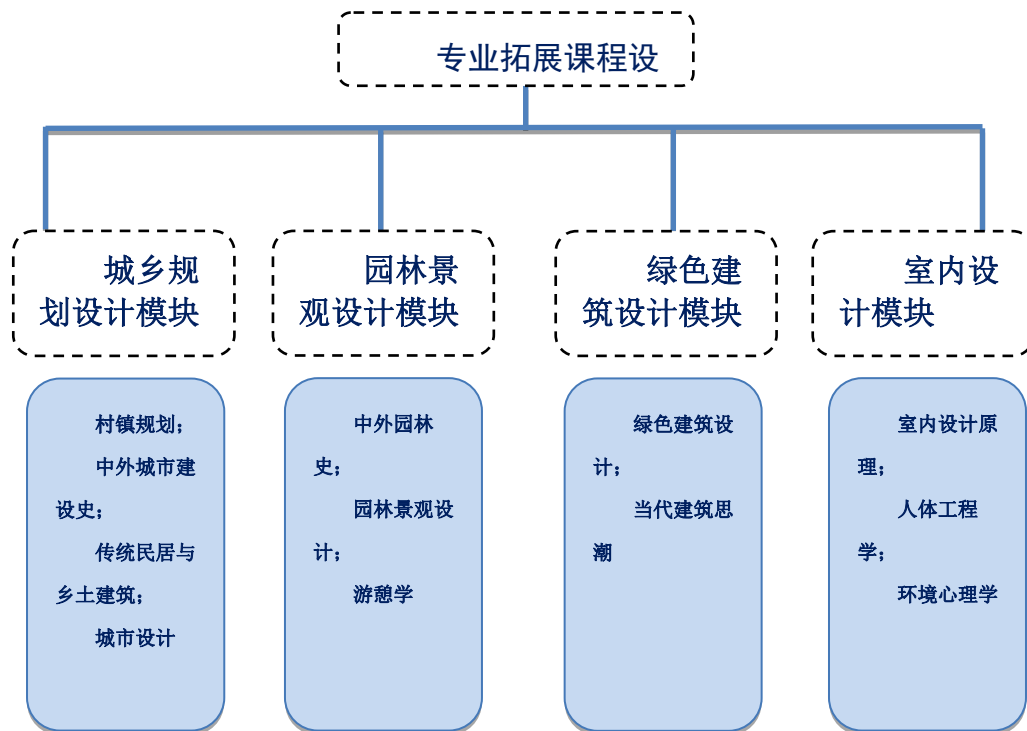 专业拓展课程设
城乡规
划设计模块
园林景
观设计模块
绿色建
筑设计模块
室内设
计模块
村镇规划；
中外城市建
设史；
传统民居与
乡土建筑；
城市设计
中外园林
史；
园林景观设
计；
游憩学
绿色建筑设
计；
当代建筑思
潮
室内设计原
理；
人体工程
学；
环境心理学